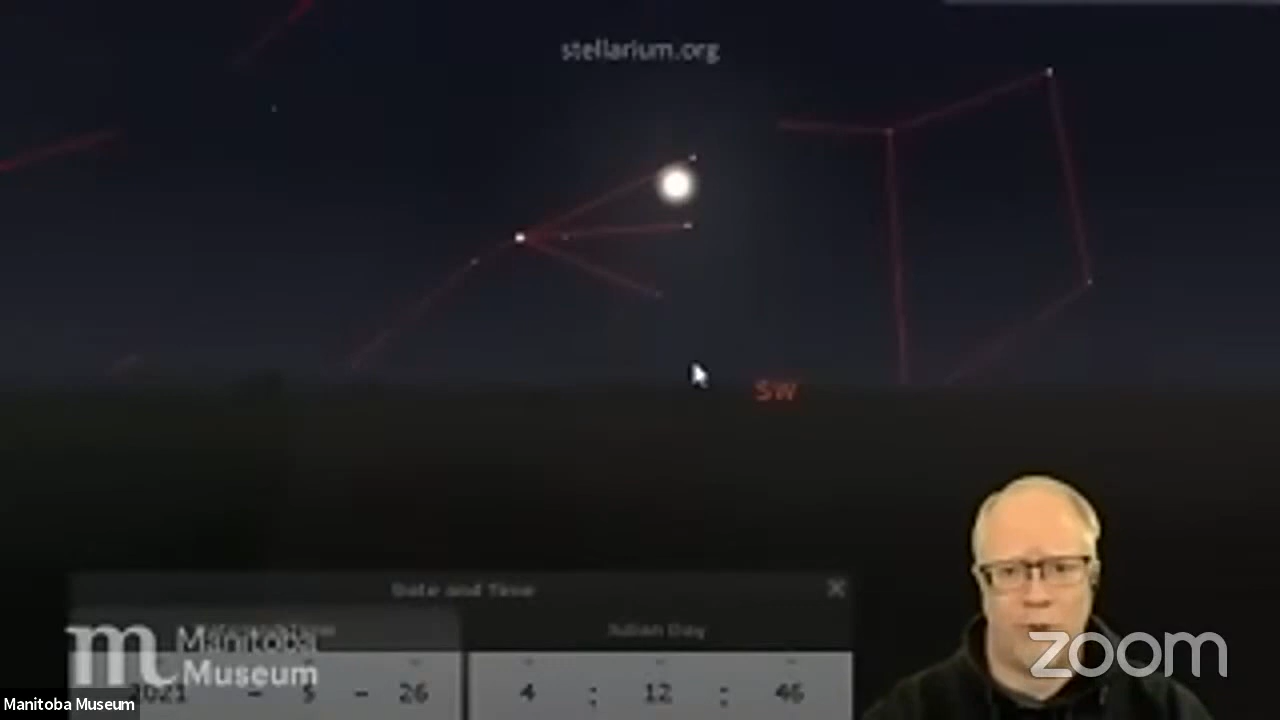 stellarium.org
SW
Date and Time
Julian Day
m Manitoba
Museum
2021 - 5 - 26 4 : 12 : 46
zoom
Manitoba Museum